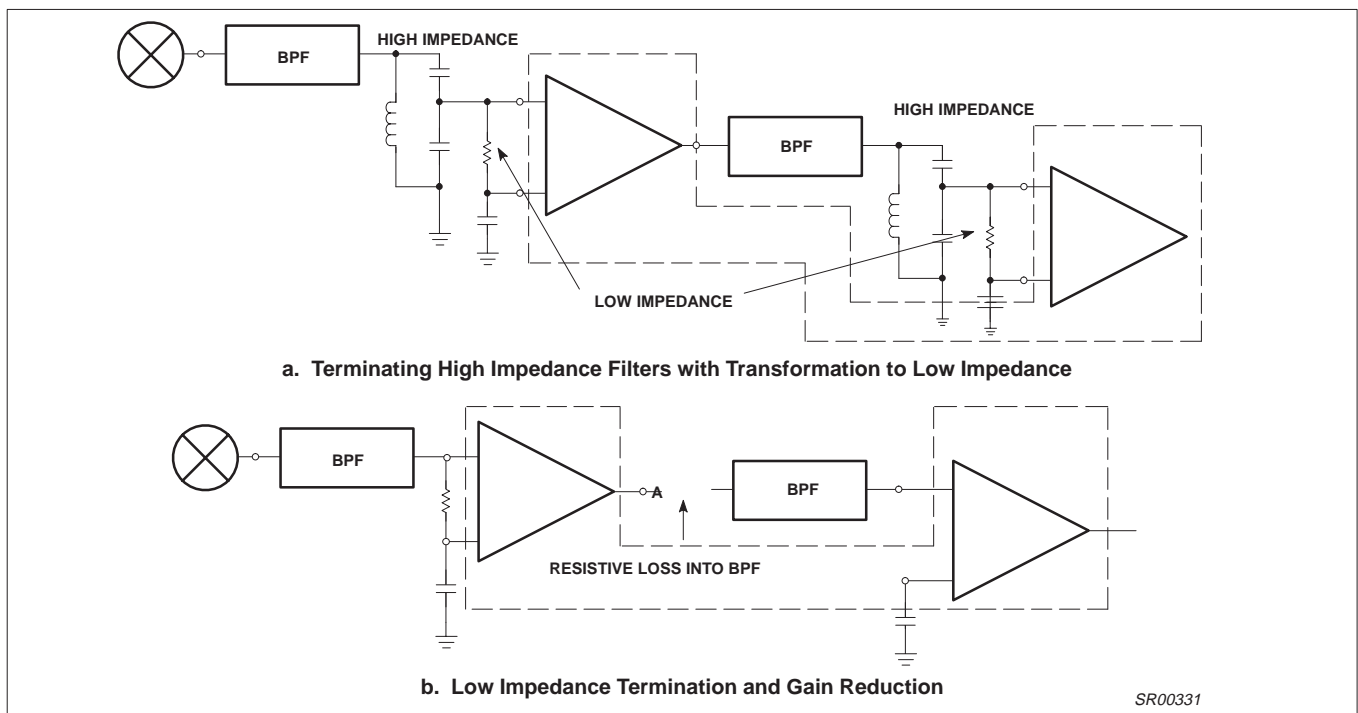 HIGH IMPEDANCE
BPF
HIGH IMPEDANCE
BPF
LOW IMPEDANCE
a. Terminating High Impedance Filters with Transformation to Low Impedance
BPF
A
BPF
RESISTIVE LOSS INTO BPF
b. Low Impedance Termination and Gain Reduction
SR00331